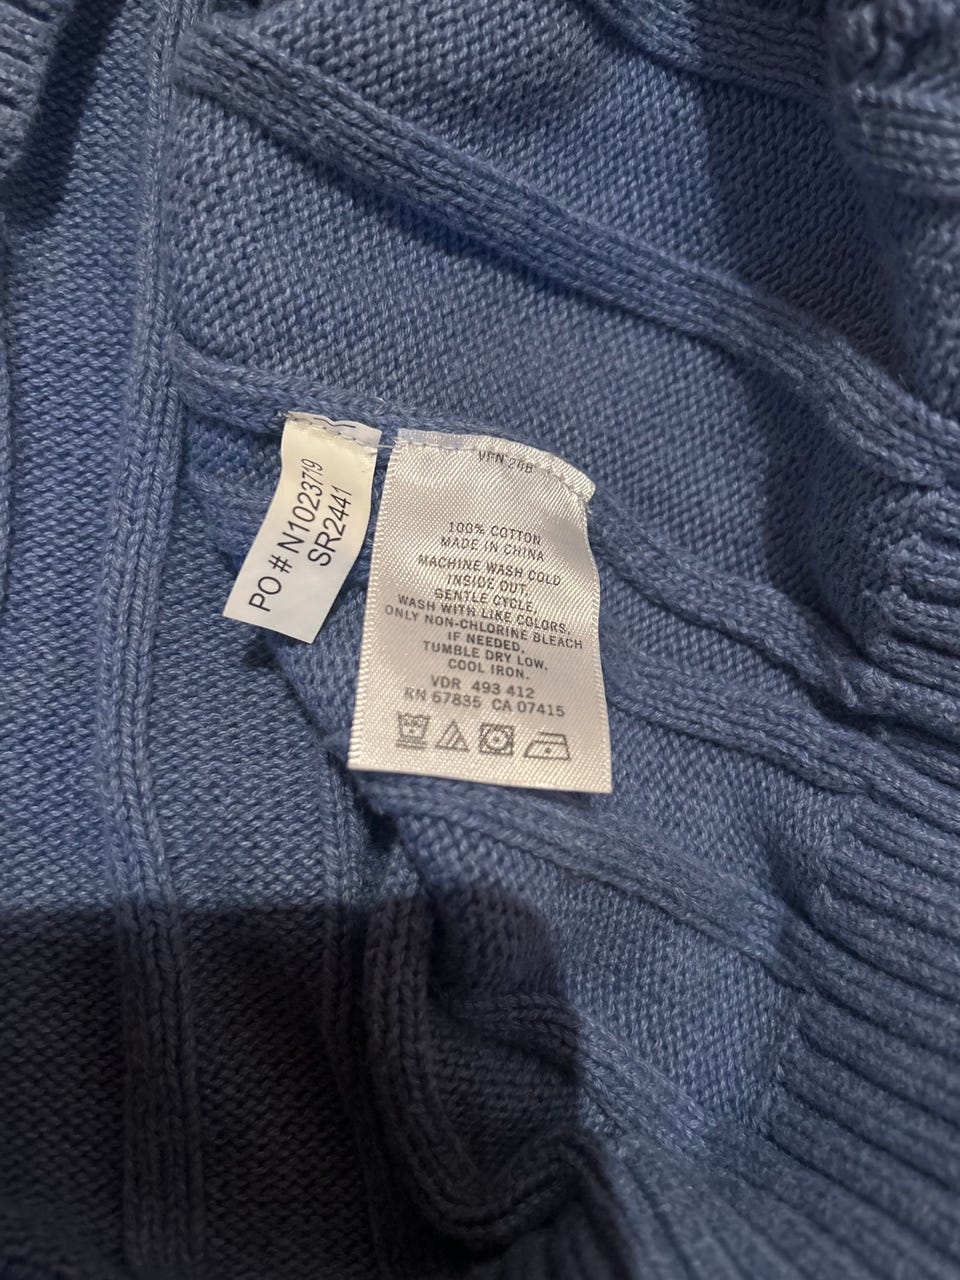 PO # N1023719
SR2441
100% COTTON
MADE IN CHINA
MACHINE WASH COLD
INSIDE OUT,
GENTLE CYCLE,
WASH WITH LIKE COLORS,
ONLY NON-CHLORINE BLEACH
IF NEEDED,
TUMBLE DRY LOW,
COOL IRON.
VDR 493 412
RN 57835 CA 07415